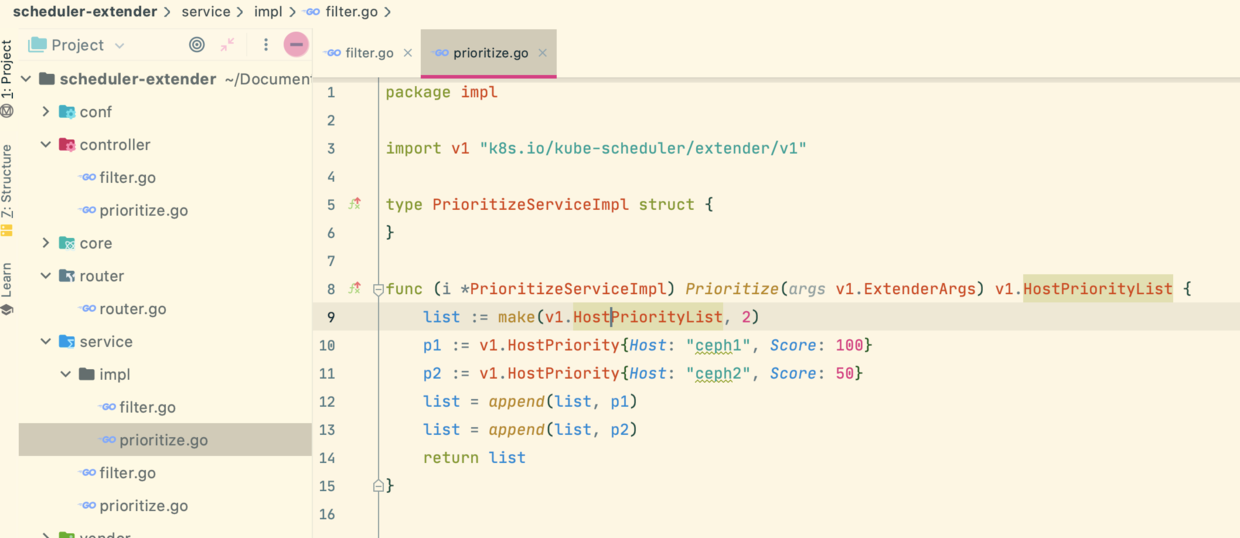 scheduler-extender > service > impl > filter.go >
1: Project
Z: Structure
Learn
Project
scheduler-extender ~/Documen
conf
controller
filter.go
prioritize.go
core
router
router.go
service
impl
filter.go
prioritize.go
filter.go
prioritize.go
filter.go × prioritize.go ×
1 package impl
2
3 import v1 "k8s.io/kube-scheduler/extender/v1"
4
5 type PrioritizeServiceImpl struct {
6 }
7
8 func (i *PrioritizeServiceImpl) Prioritize(args v1.ExtenderArgs) v1.HostPriorityList {
9 list := make(v1.HostPriorityList, 2)
10 p1 := v1.HostPriority{Host: "ceph1", Score: 100}
11 p2 := v1.HostPriority{Host: "ceph2", Score: 50}
12 list = append(list, p1)
13 list = append(list, p2)
14 return list
15 }
16